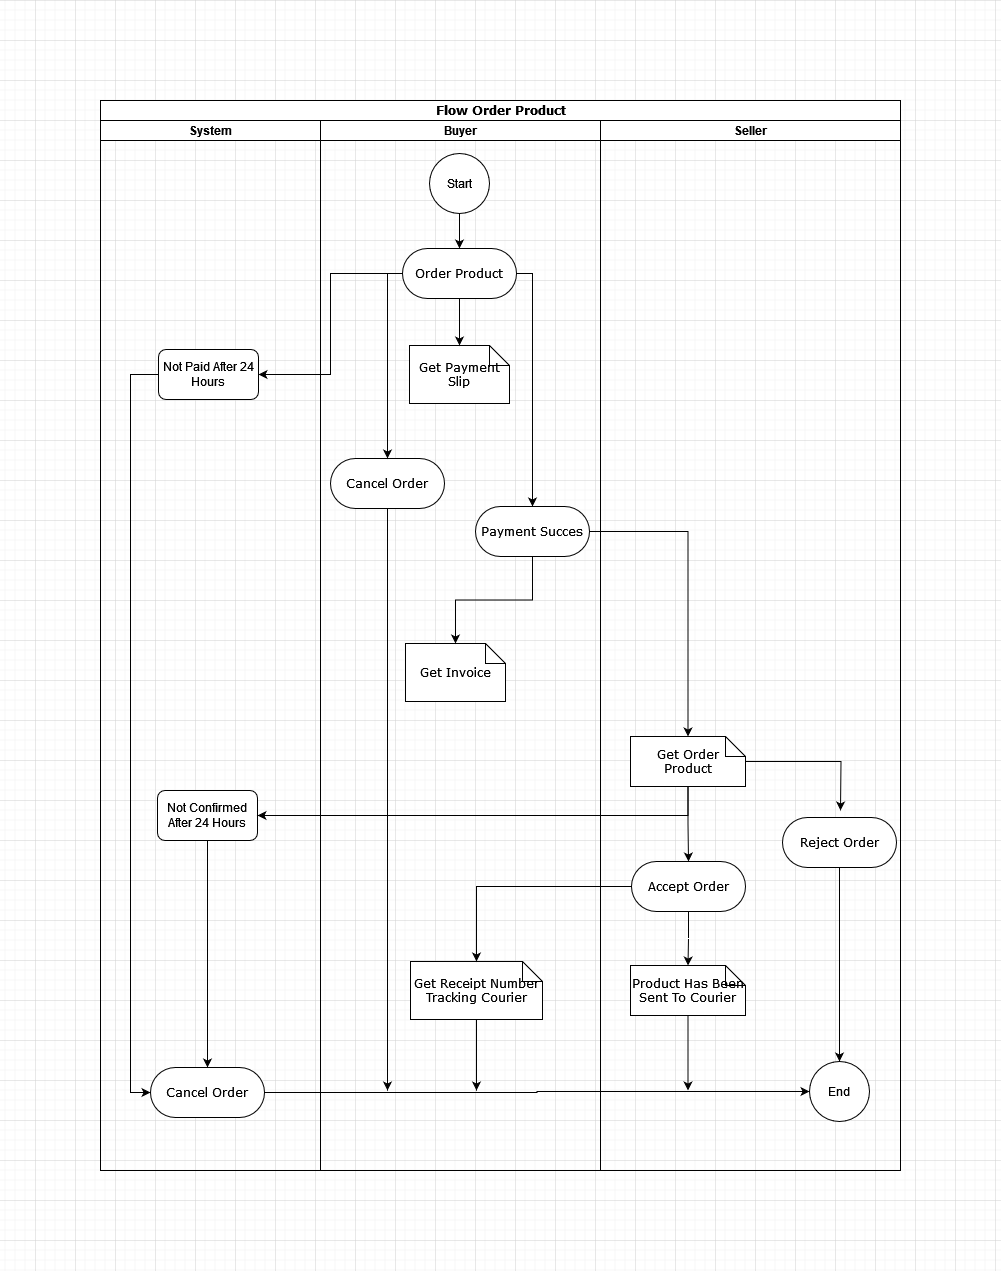 Flow Order Product
System
Buyer
Seller
Start
Order Product
Not Paid After 24
Hours
Get Payment
Slip
Cancel Order
Payment Succes
Get Invoice
Get Order
Product
Not Confirmed
After 24 Hours
Reject Order
Accept Order
Get Receipt Number
Tracking Courier
Product Has Been
Sent To Courier
Cancel Order
End